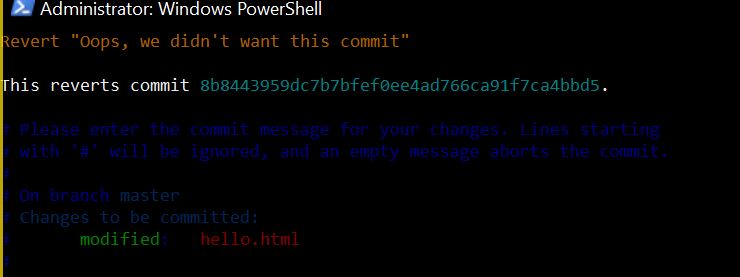 Administrator: Windows PowerShell
Revert "Oops, we didn't want this commit"
This reverts commit 8b8443959dc7b7bfef0ee4ad766ca91f7ca4bbd5.
# Please enter the commit message for your changes. Lines starting
# with '#' will be ignored, and an empty message aborts the commit.
#
# On branch master
# Changes to be committed:
#       modified:   hello.html
#